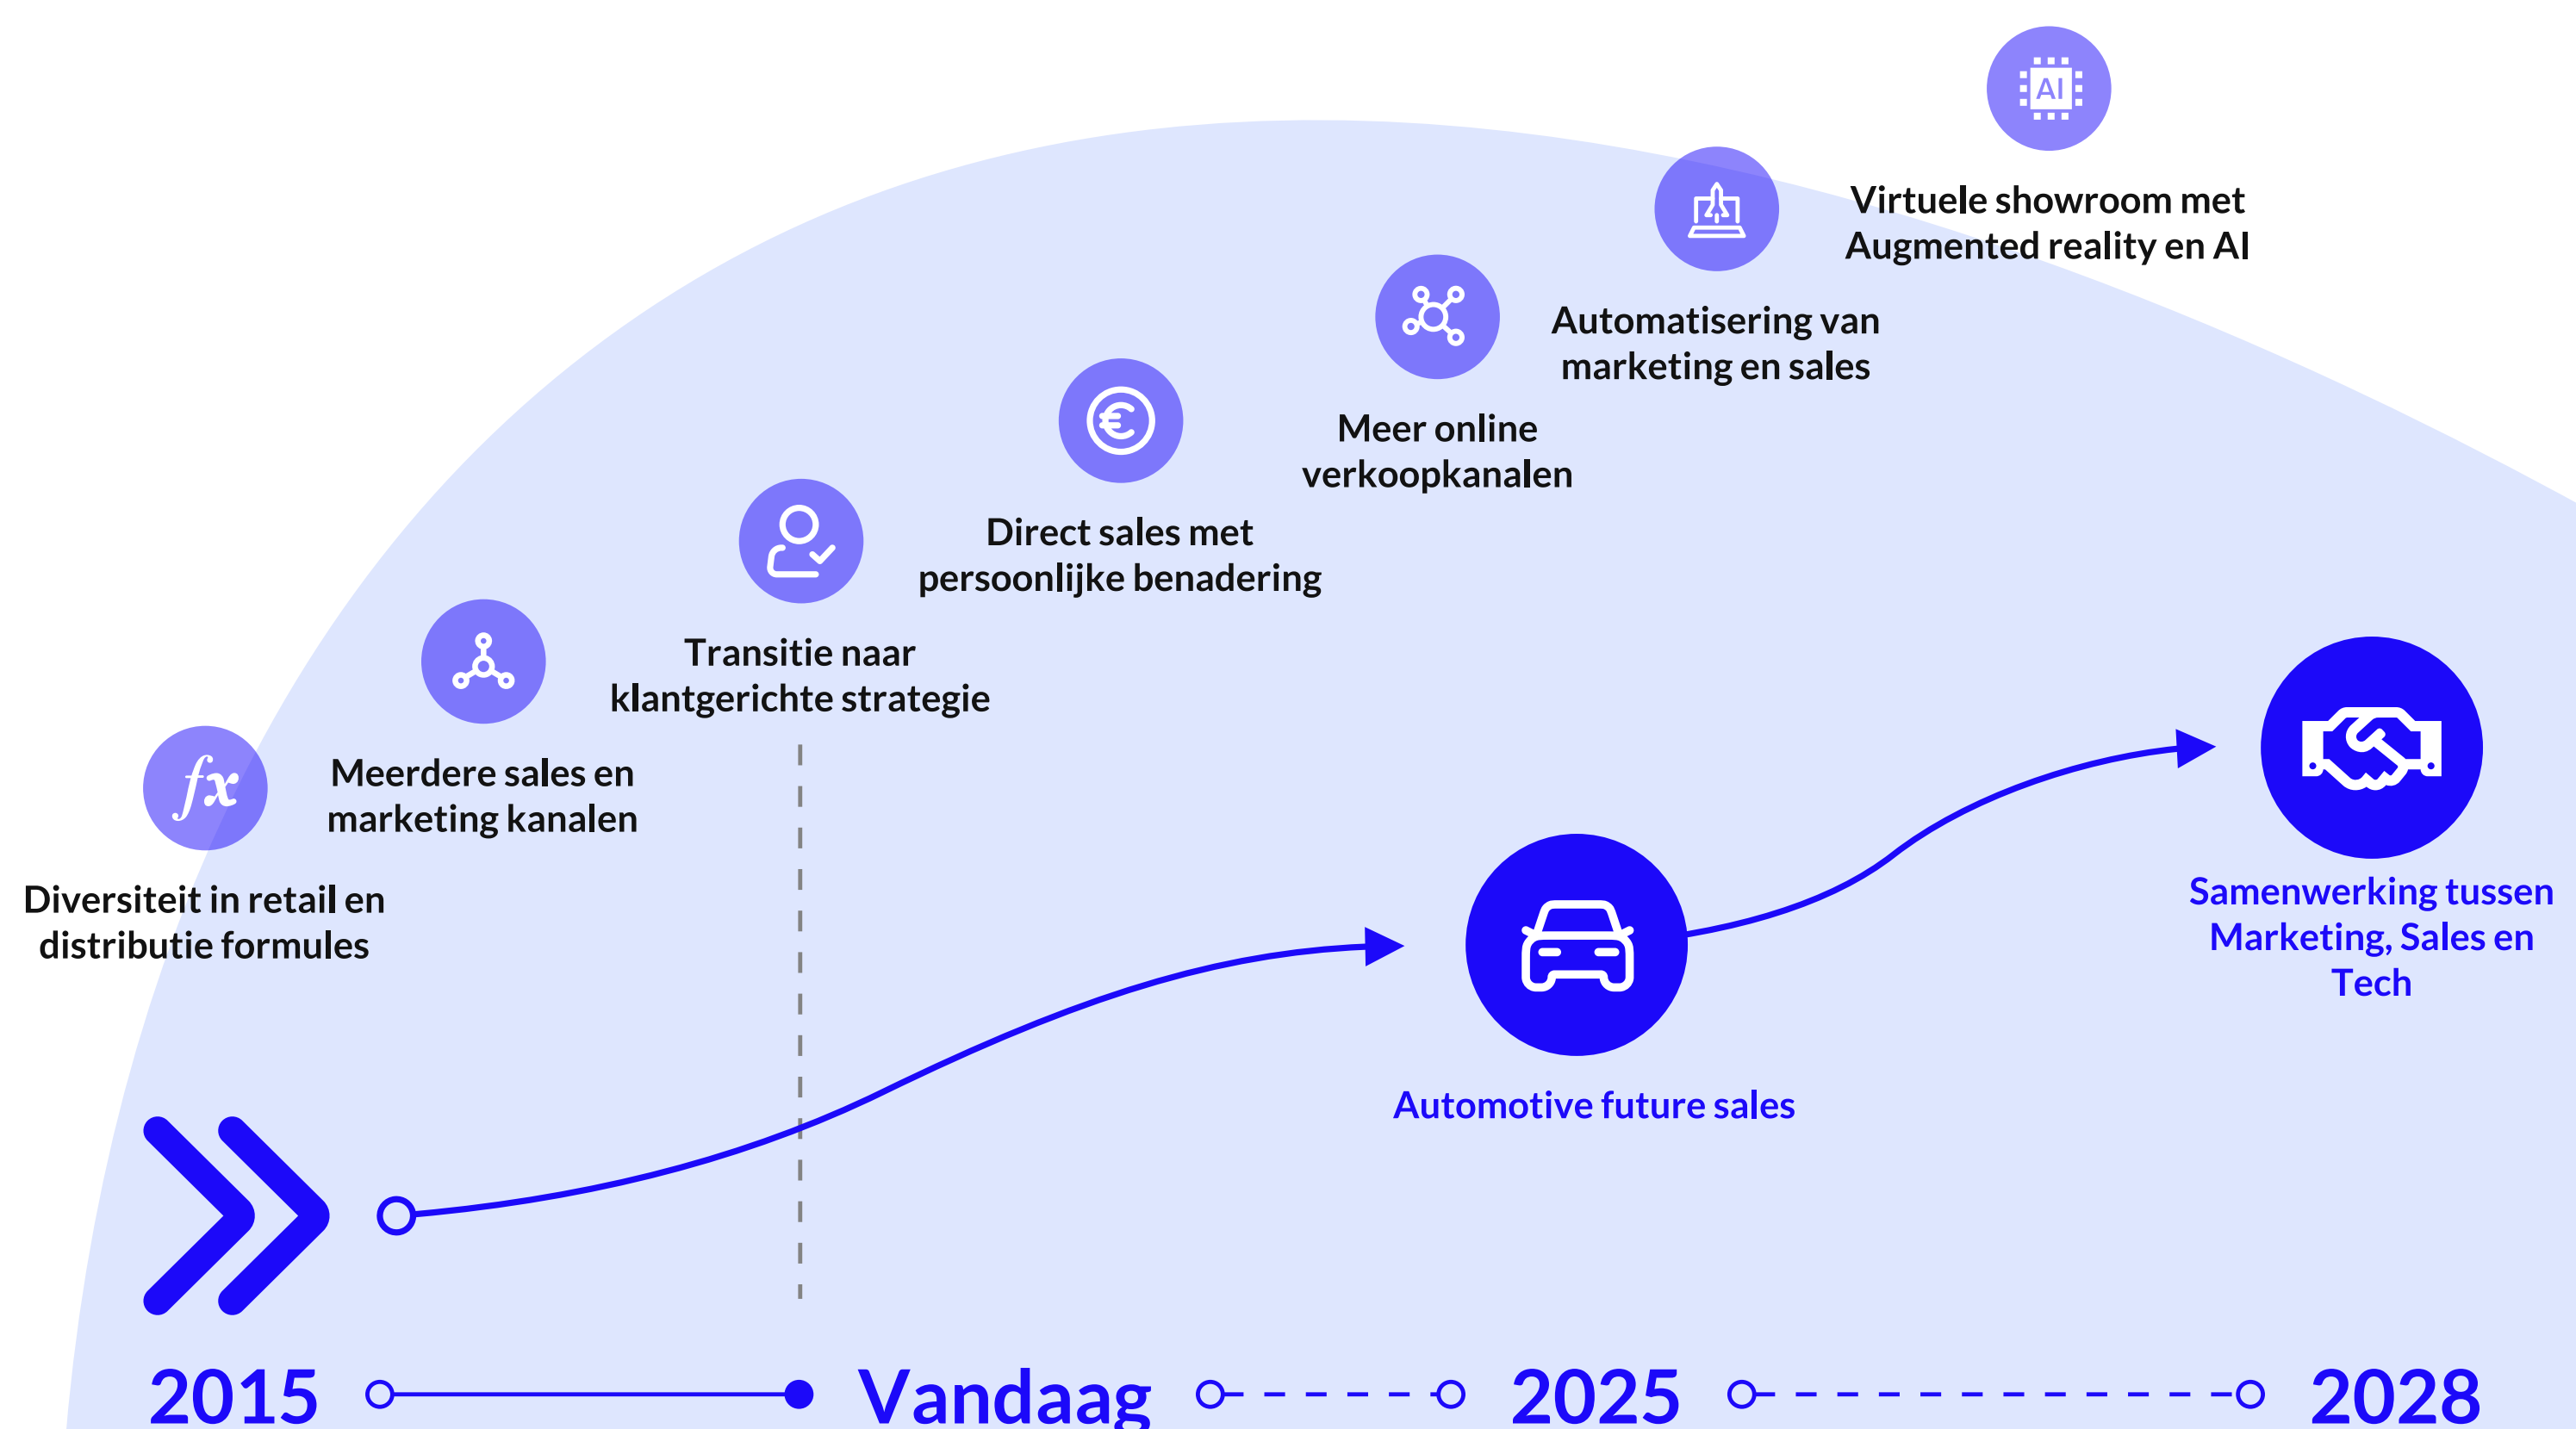 AI
Virtuele showroom met
Augmented reality en AI
Automatisering van
marketing en sales
Meer online
verkoopkanalen
€
Direct sales met
persoonlijke benadering
Transitie naar
klantgerichte strategie
Meerdere sales en
marketing kanalen
fx
Diversiteit in retail en
distributie formules
Samenwerking tussen
Marketing, Sales en
Tech
Automotive future sales
2015
Vandaag
2025
2028